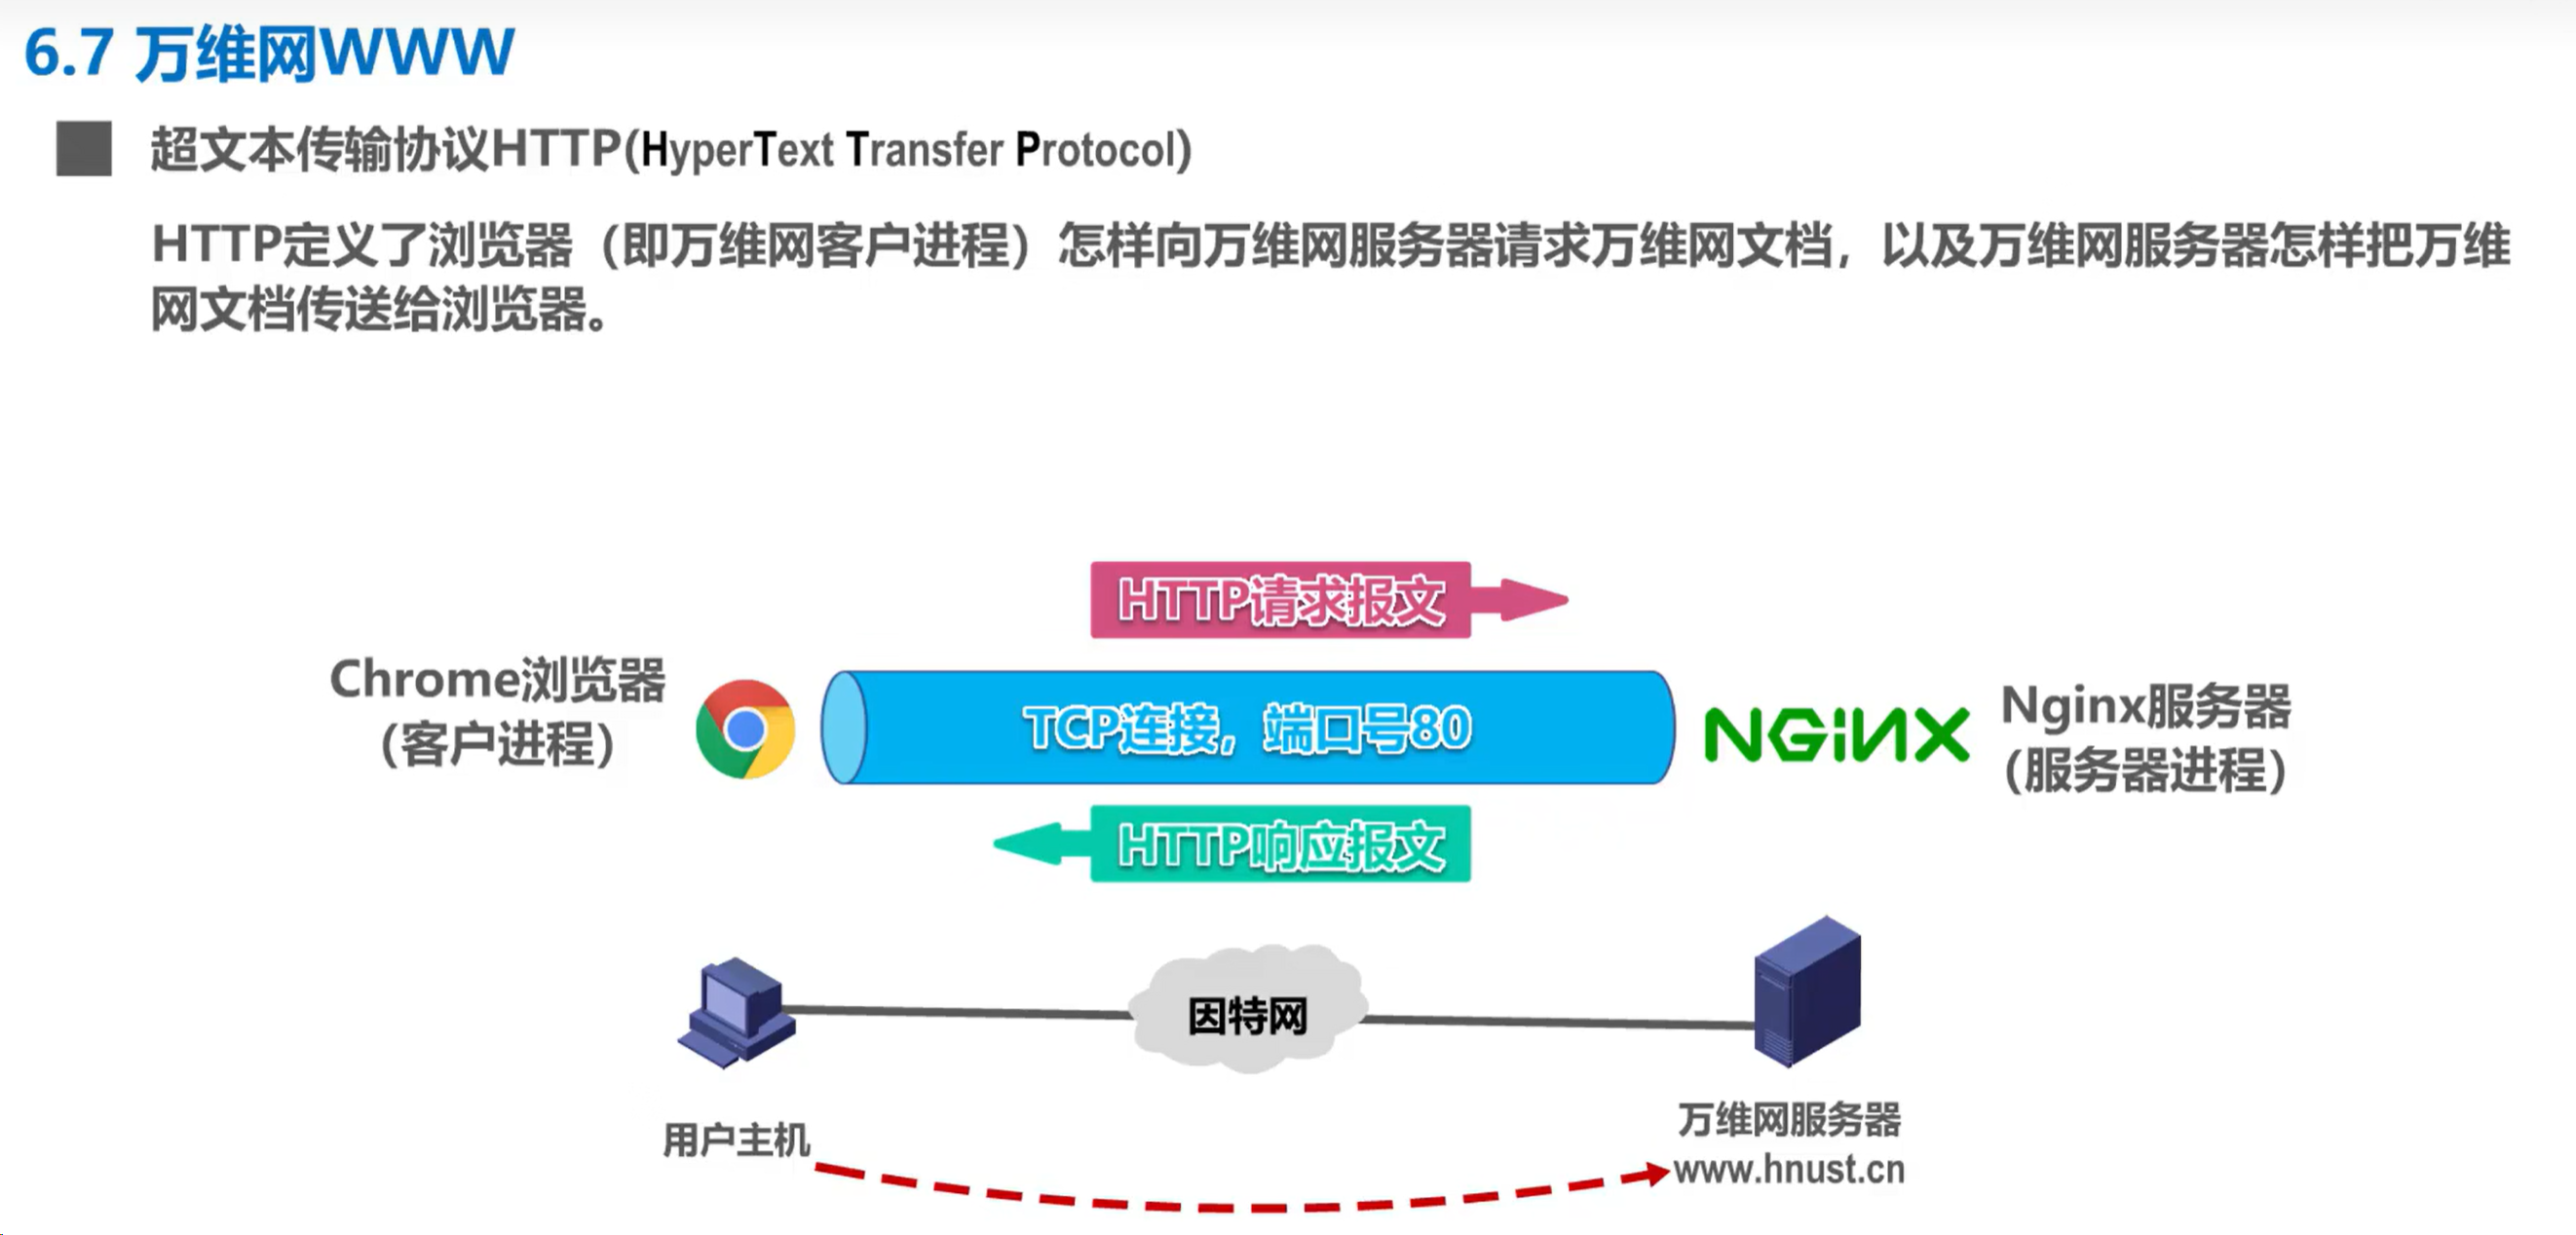 6.7 万维网WWW
超文本传输协议HTTP(HyperText Transfer Protocol)
HTTP定义了浏览器（即万维网客户进程）怎样向万维网服务器请求万维网文档，以及万维网服务器怎样把万维
网文档传送给浏览器。
HTTP请求报文
Chrome浏览器
（客户进程）
TCP连接，端口号80
NGINX
Nginx服务器
（服务器进程）
HTTP响应报文
因特网
用户主机
万维网服务器
www.hnust.cn